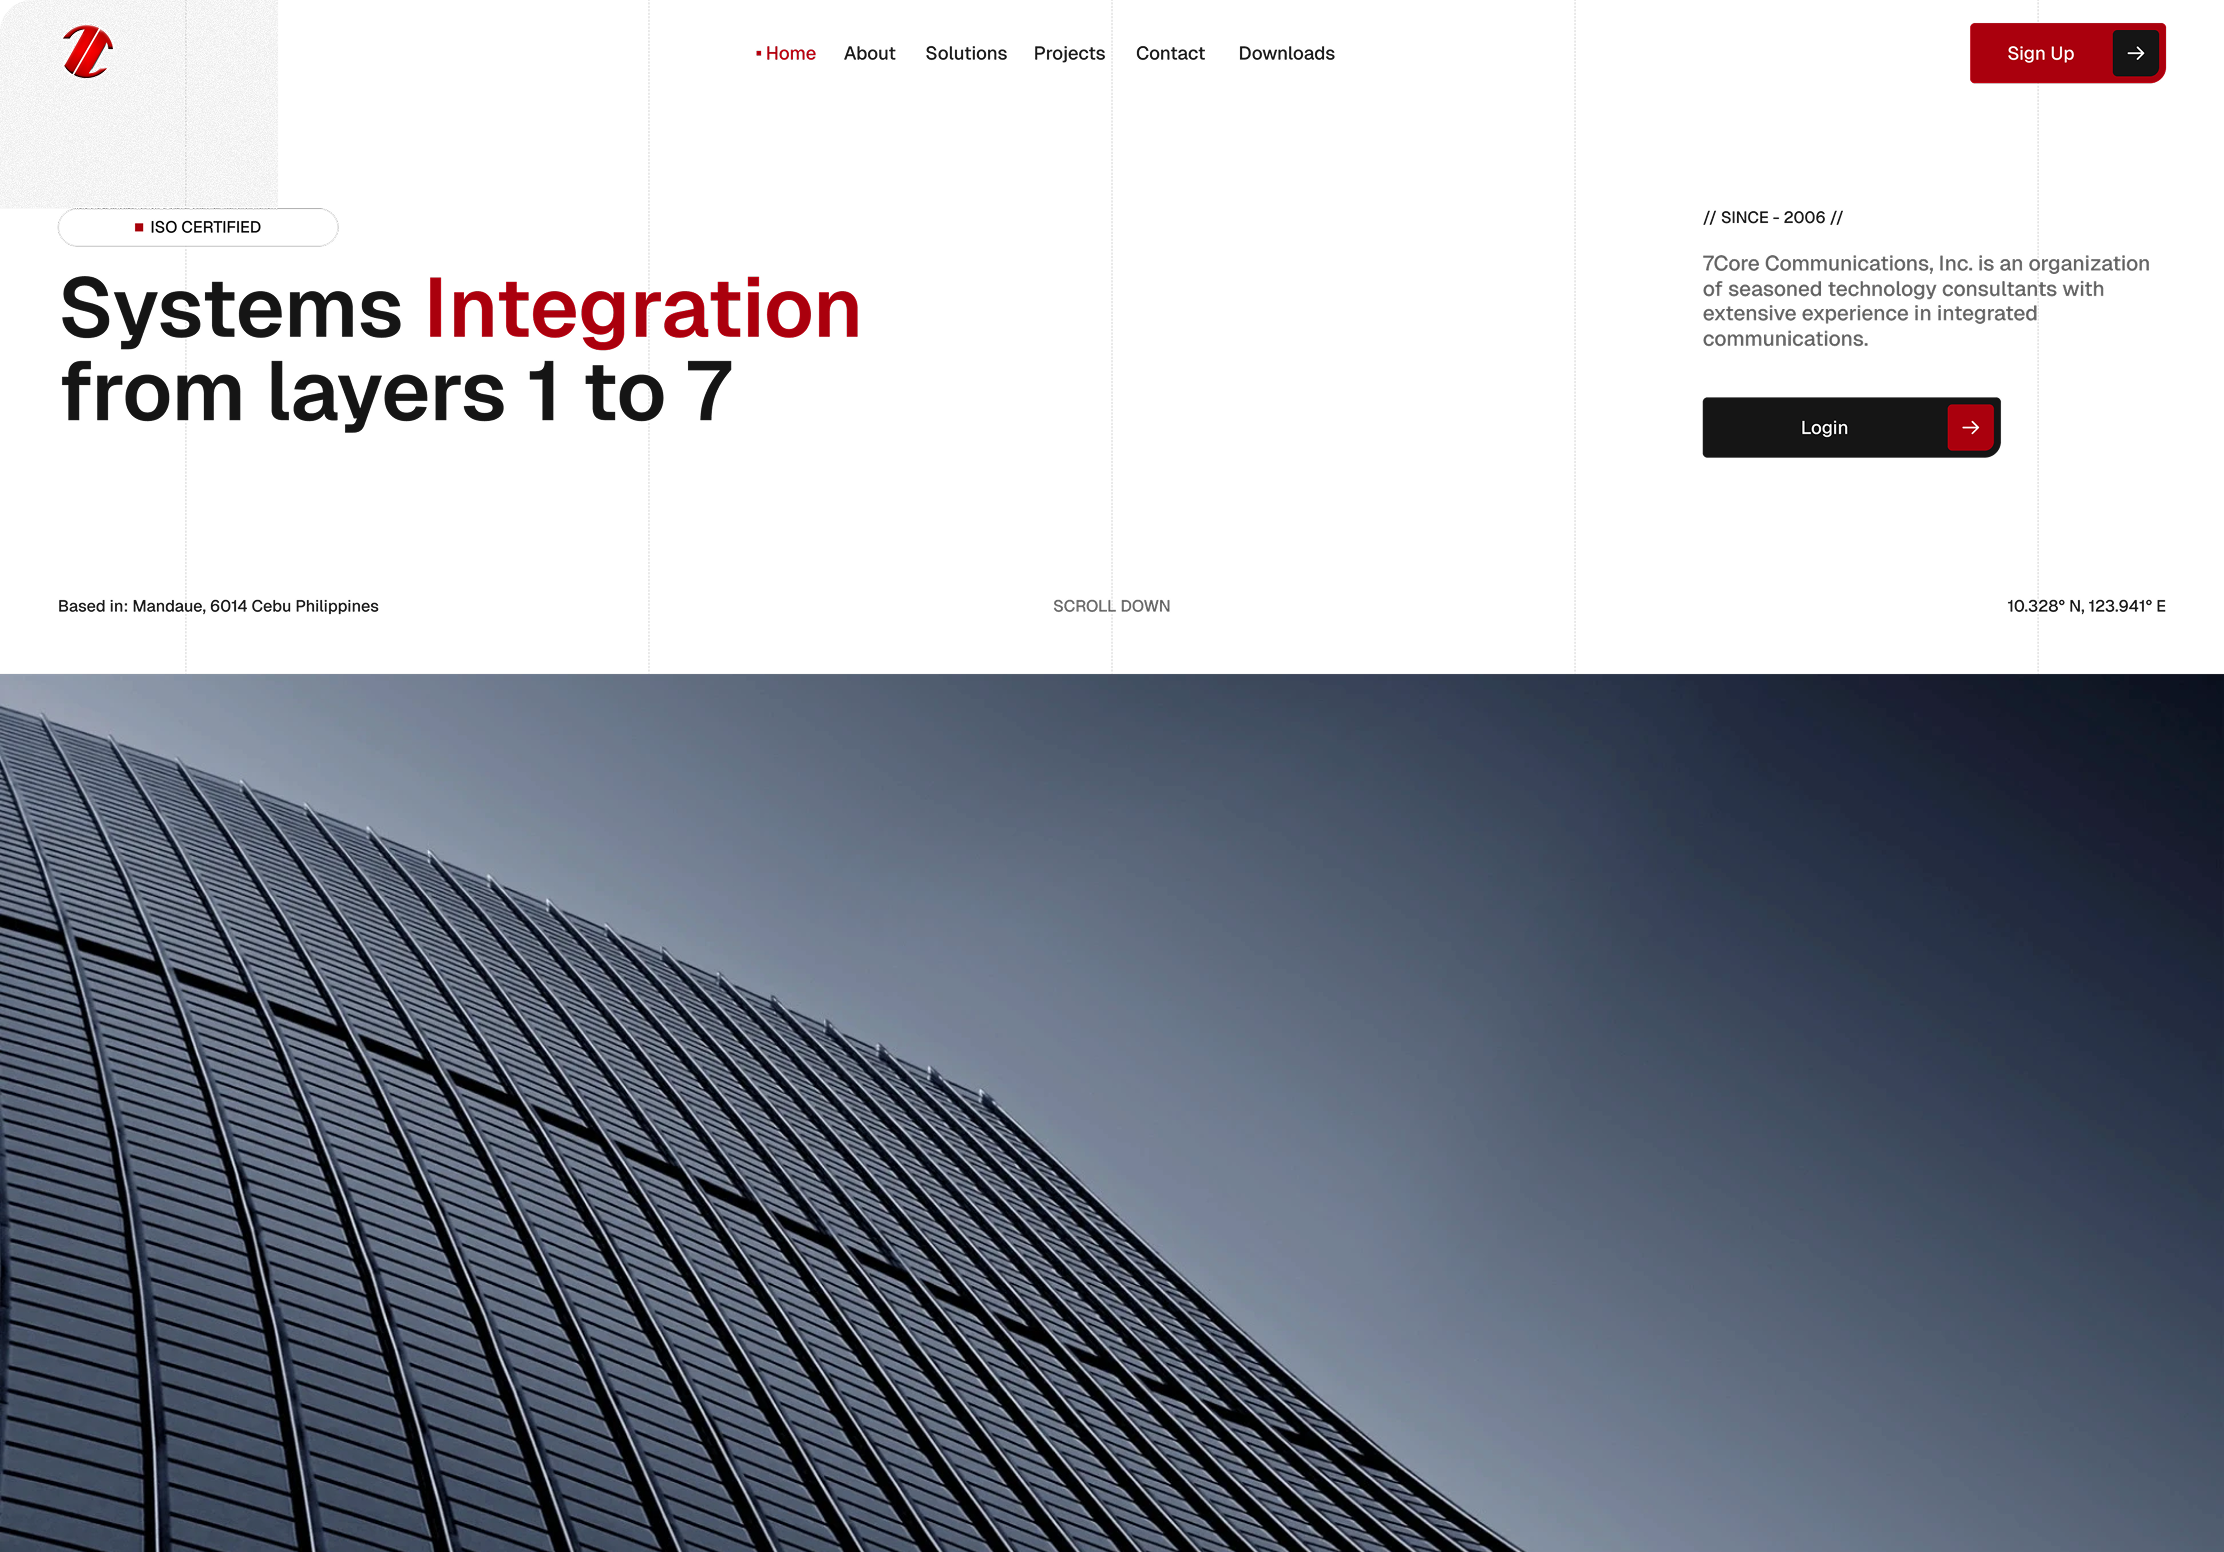 Home About Solutions Projects Contact Downloads
Sign Up
ISO CERTIFIED
Systems Integration
from layers 1 to 7
// SINCE - 2006 //
7Core Communications, Inc. is an organization
of seasoned technology consultants with
extensive experience in integrated
communications.
Login
Based in: Mandaue, 6014 Cebu Philippines
SCROLL DOWN
10.328° N, 123.941° E